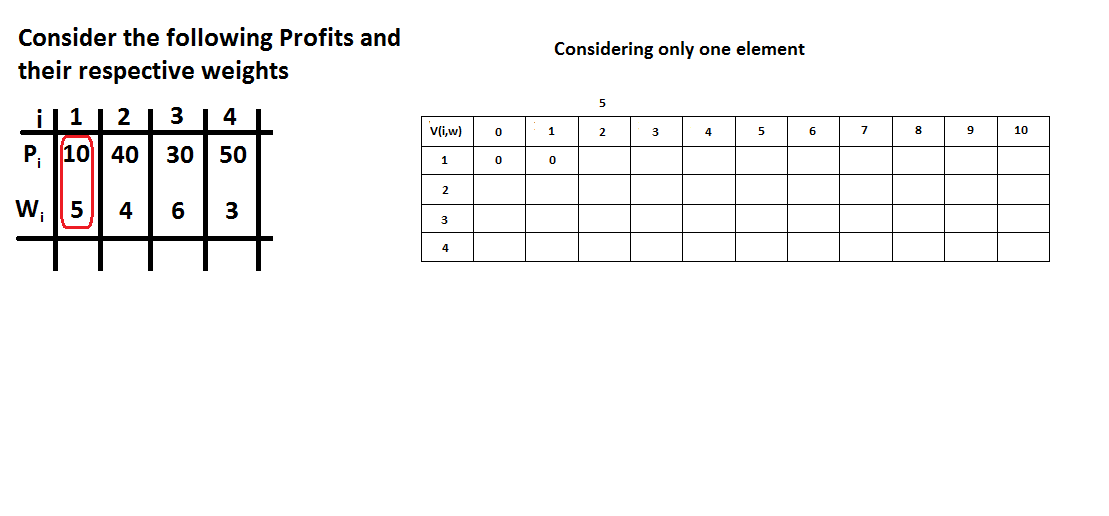 Consider the following Profits and
their respective weights
i 1 2 3 4
Pi 10 40 30 50
Wi 5 4 6 3
Considering only one element
5
V(i,w) 0 1 2 3 4 5 6 7 8 9 10
1 0 0
2
3
4